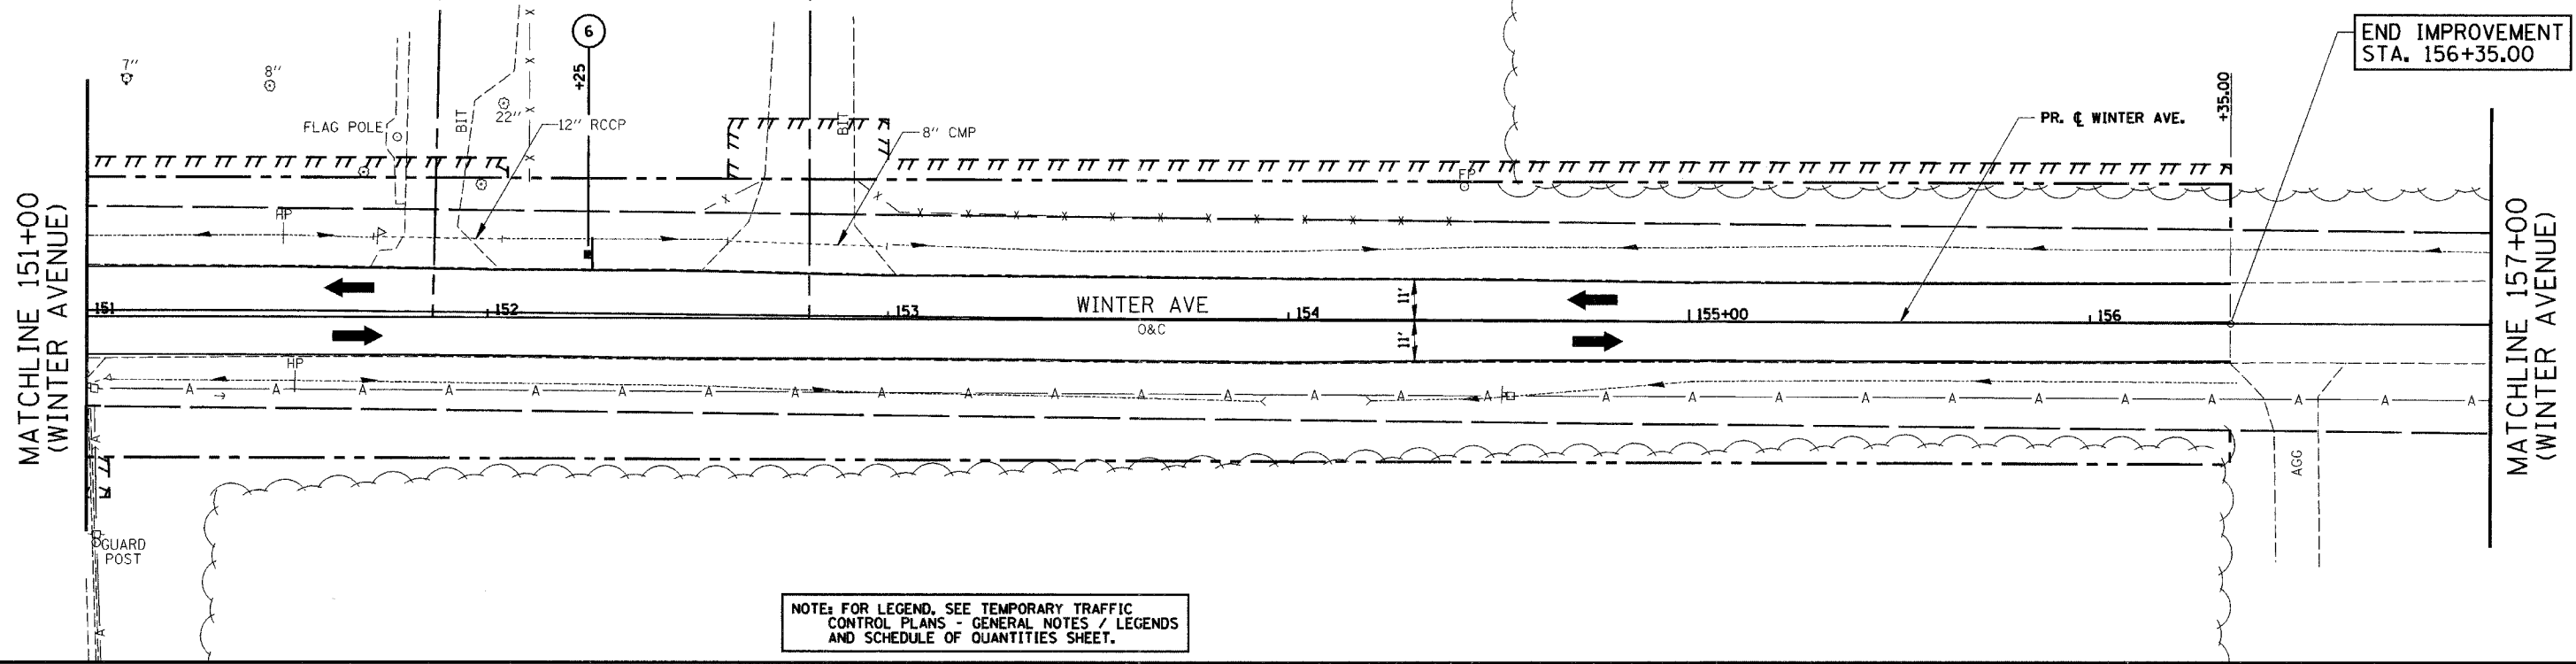 END IMPROVEMENT
STA. 156+35.00
6
+25
7"
8"
22"
BIT
BIT
FLAG POLE
12" RCCP
8" CMP
+35.00
PR. ℄ WINTER AVE.
FP
HP
MATCHLINE 151+00
(WINTER AVENUE)
MATCHLINE 157+00
(WINTER AVENUE)
151
152
153
WINTER AVE
154
155+00
156
O&C
11'
11'
HP
A A A A A A A A A A A A A A A A A A A A A A A A A A A
AGG
GUARD
POST
NOTE: FOR LEGEND, SEE TEMPORARY TRAFFIC
CONTROL PLANS - GENERAL NOTES / LEGENDS
AND SCHEDULE OF QUANTITIES SHEET.